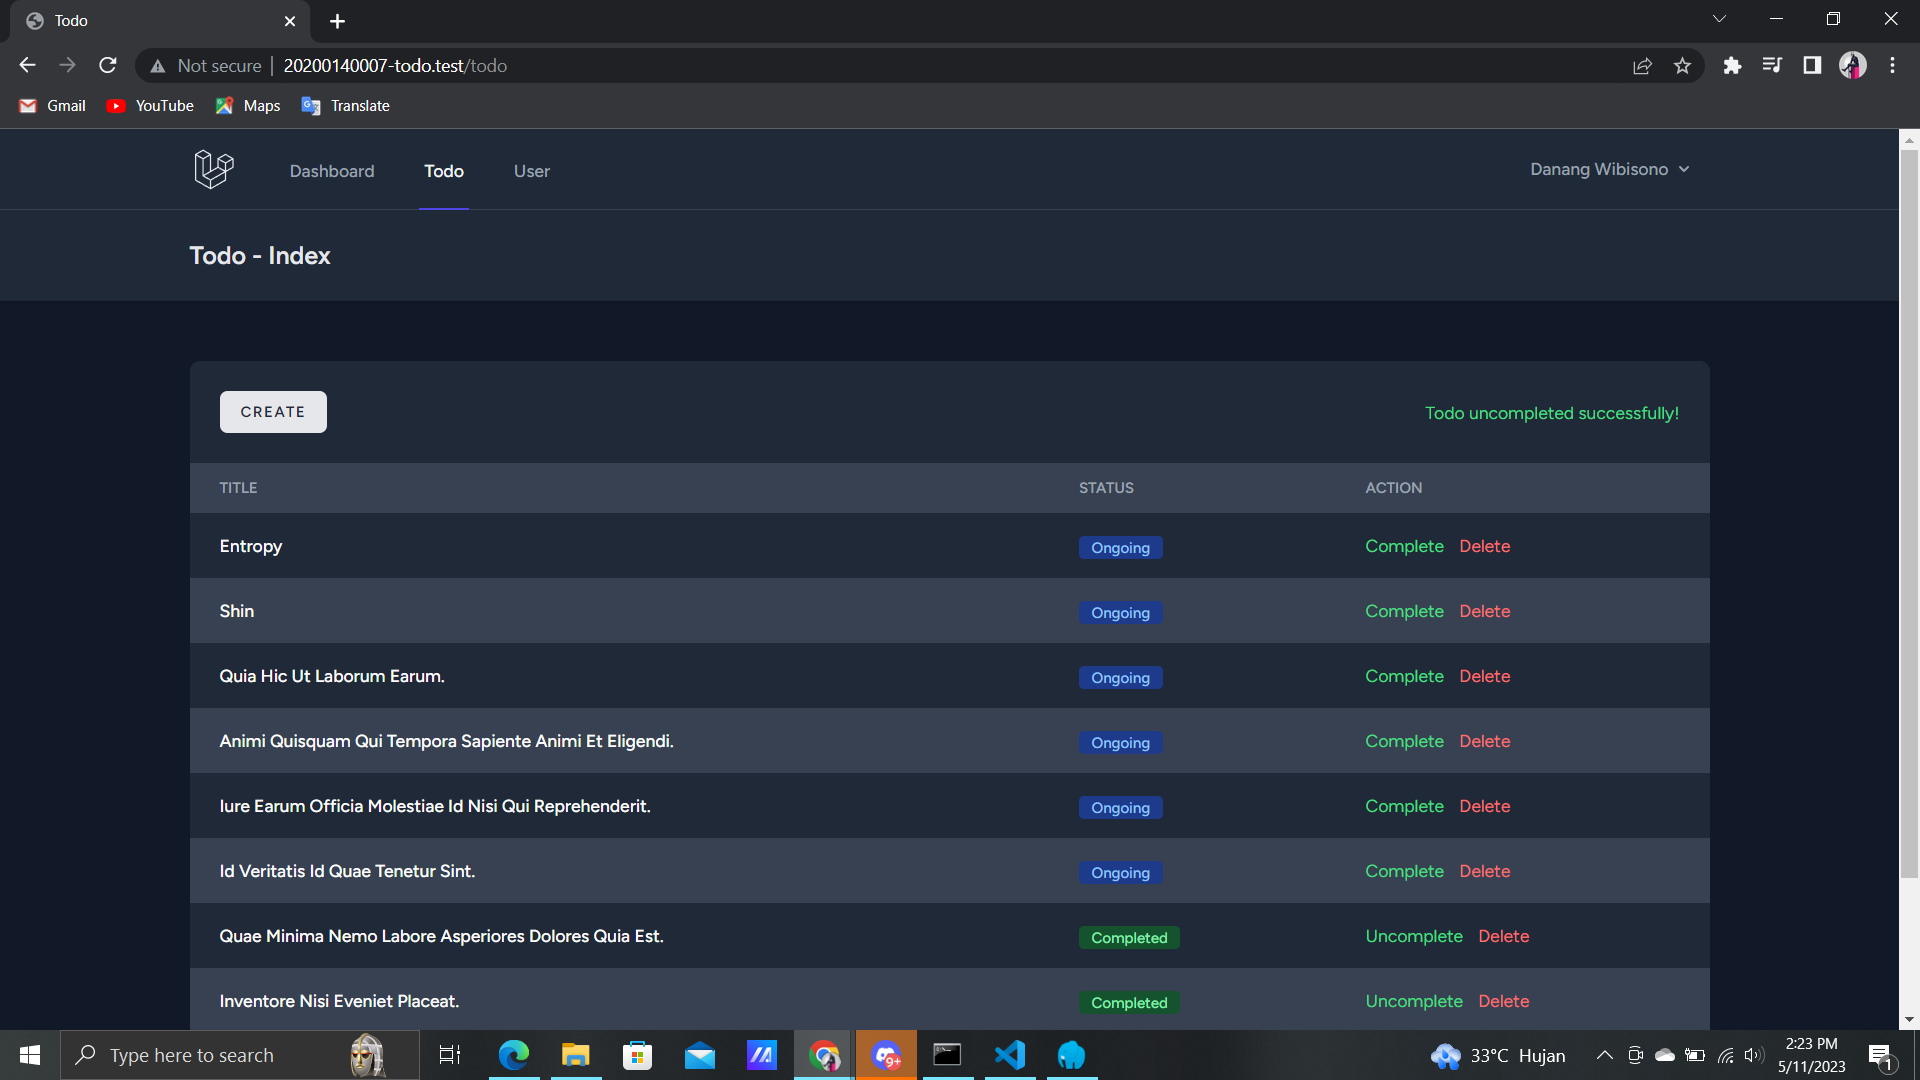 Todo
Not secure 20200140007-todo.test/todo
Gmail YouTube Maps Translate
Dashboard Todo User Danang Wibisono
Todo - Index
CREATE Todo uncompleted successfully!
TITLE STATUS ACTION
Entropy Ongoing Complete Delete
Shin Ongoing Complete Delete
Quia Hic Ut Laborum Earum. Ongoing Complete Delete
Animi Quisquam Qui Tempora Sapiente Animi Et Eligendi. Ongoing Complete Delete
Iure Earum Officia Molestiae Id Nisi Qui Reprehenderit. Ongoing Complete Delete
Id Veritatis Id Quae Tenetur Sint. Ongoing Complete Delete
Quae Minima Nemo Labore Asperiores Dolores Quia Est. Completed Uncomplete Delete
Inventore Nisi Eveniet Placeat. Completed Uncomplete Delete
Type here to search 9+ 33°C Hujan 2:23 PM
5/11/2023 1